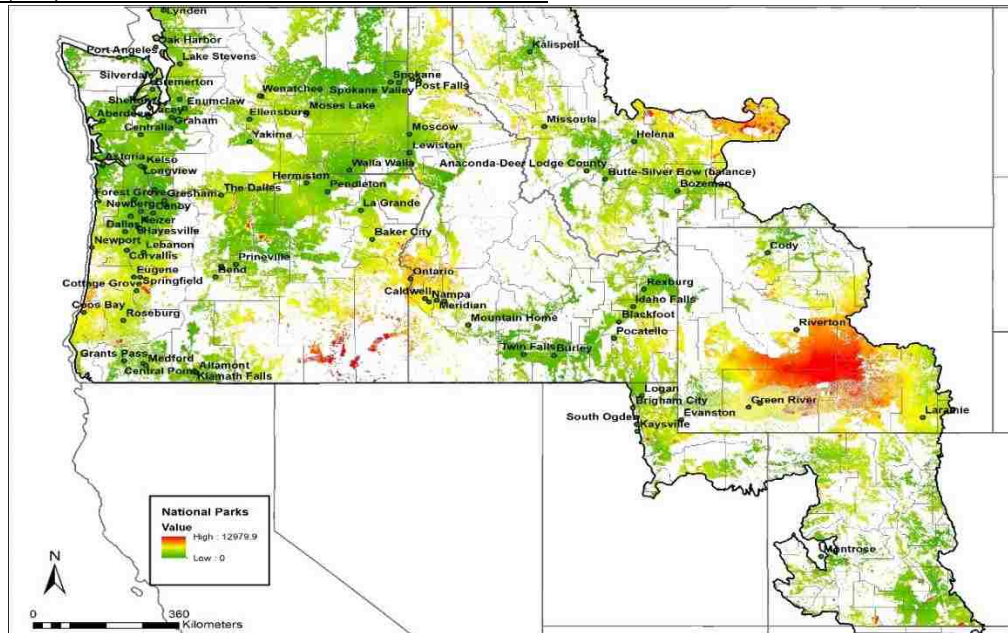 Lynden
Oak Harbor
Port Angeles
Lake Stevens
Kalispell
Silverdale
Bremerton
Spokane
Post Falls
Spokane Valley
Wenatchee
Shelton
Enumclaw
Moses Lake
Lacey
Ellensburg
Aberdeen
Graham
Missoula
Centralia
Yakima
Moscow
Helena
Lewiston
Astoria
Kelso
Longview
Walla Walla
Anaconda-Deer Lodge County
Butte-Silver Bow (balance)
Hermiston
Pendleton
Bozeman
Forest Grove
Gresham
The Dalles
Newberg
Canby
La Grande
Keizer
Dallas
Hayesville
Baker City
Newport
Lebanon
Corvallis
Cody
Prineville
Eugene
Bend
Springfield
Cottage Grove
Ontario
Rexburg
Caldwell
Nampa
Meridian
Idaho Falls
Coos Bay
Roseburg
Blackfoot
Mountain Home
Pocatello
Riverton
Grants Pass
Medford
Central Point
Altamont
Klamath Falls
Twin Falls
Burley
Logan
Brigham City
South Ogden
Evanston
Kaysville
Green River
Laramie
National Parks
Value
High : 12979.9
Low : 0
N
Montrose
0
360
Kilometers